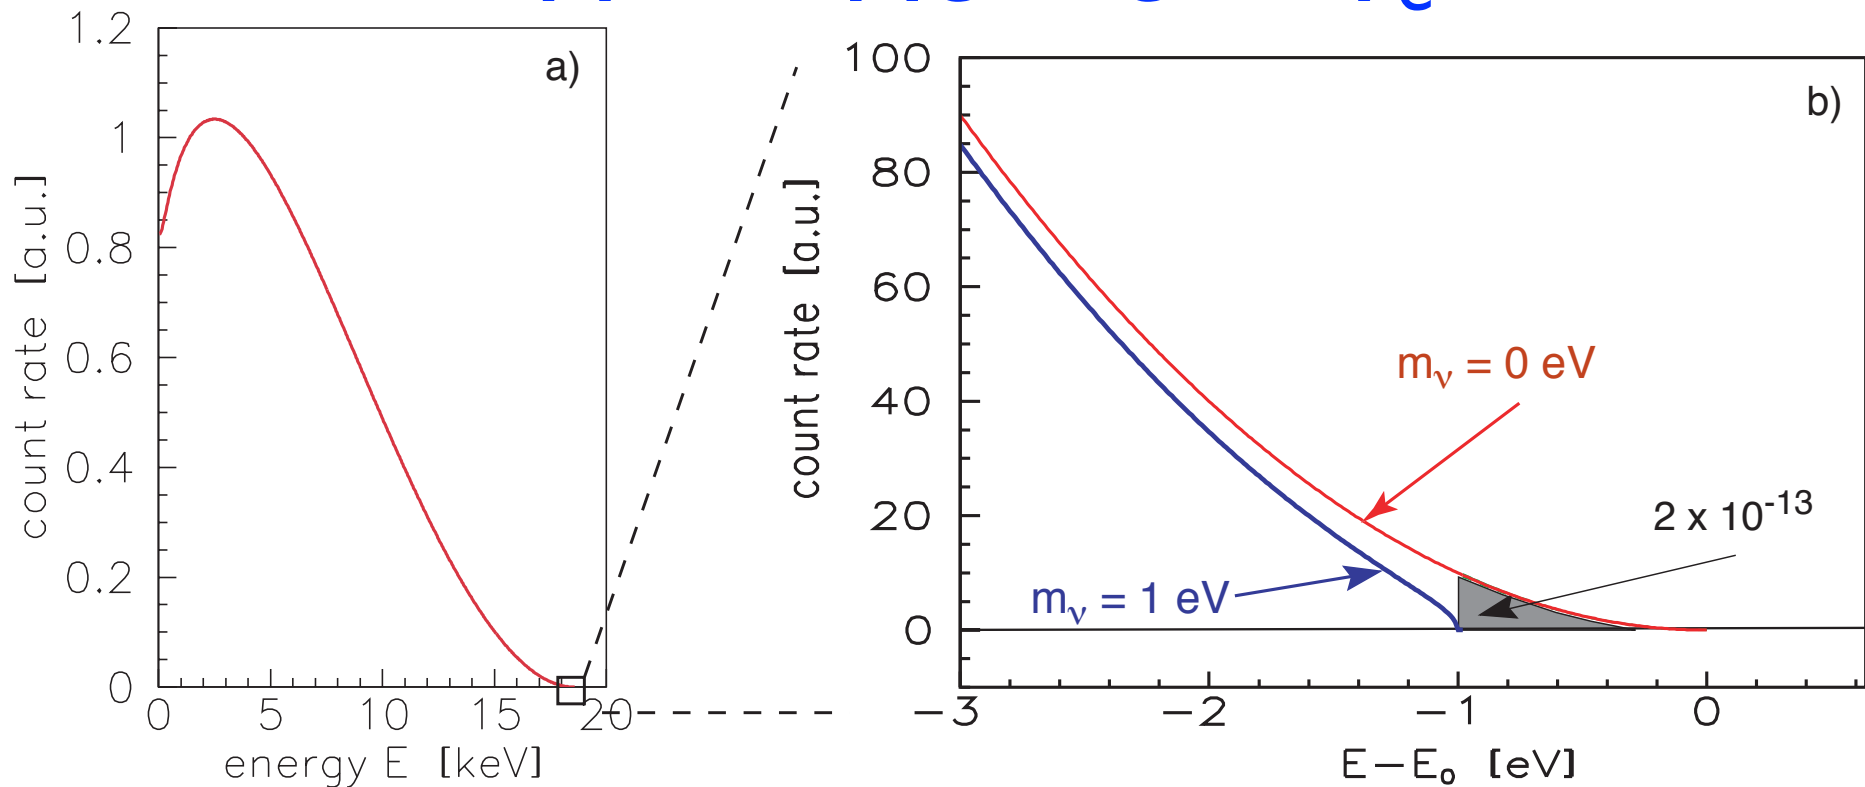 a)
1.2
1
0.8
0.6
0.4
0.2
0
count rate [a.u.]
0 5 10 15 20
energy E [keV]
b)
100
80
60
40
20
0
count rate [a.u.]
mν = 0 eV
2 x 10-13
mν = 1 eV
−3 −2 −1 0
E−E0 [eV]